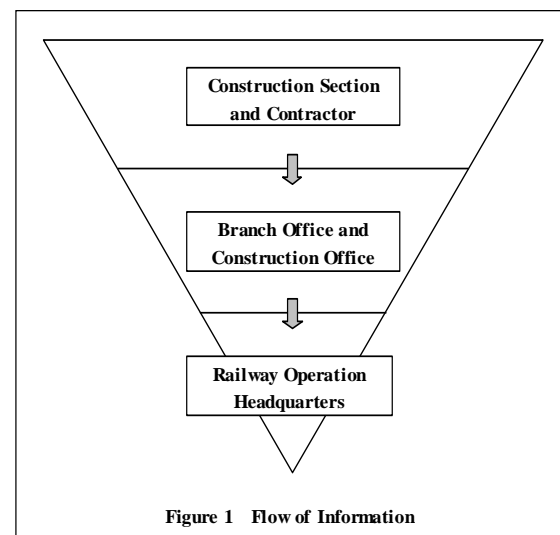 Construction Section
and Contractor
Branch Office and
Construction Office
Railway Operation
Headquarters
Figure 1 Flow of Information